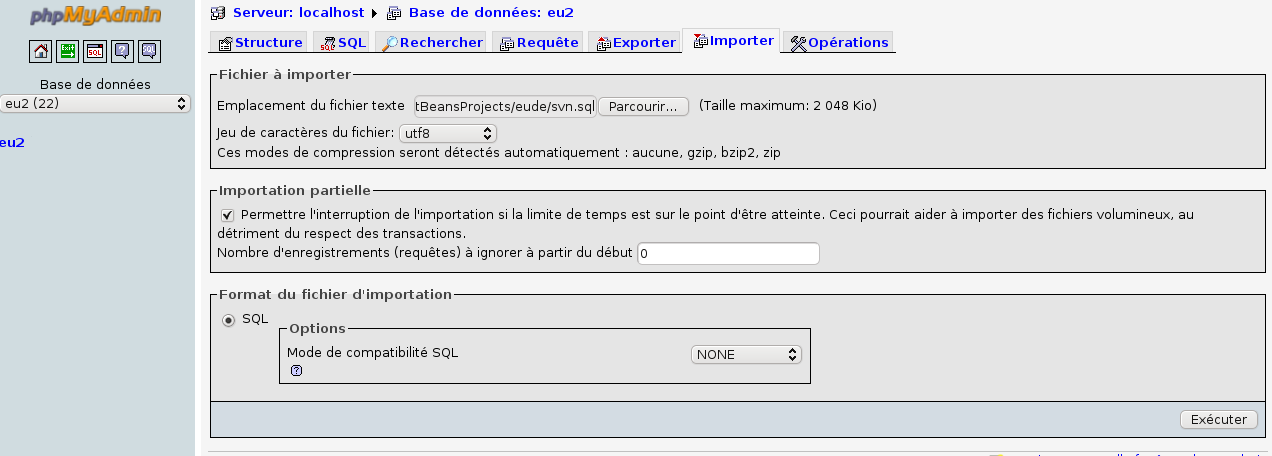 phpMyAdmin
Base de données
eu2 (22)
eu2
Serveur: localhost Base de données: eu2
Structure SQL Rechercher Requête Exporter Importer Opérations
Fichier à importer
Emplacement du fichier texte tBeansProjects/eude/svn.sql Parcourir... (Taille maximum: 2 048 Kio)
Jeu de caractères du fichier: utf8
Ces modes de compression seront détectés automatiquement : aucune, gzip, bzip2, zip
Importation partielle
Permettre l'interruption de l'importation si la limite de temps est sur le point d'être atteinte. Ceci pourrait aider à importer des fichiers volumineux, au
détriment du respect des transactions.
Nombre d'enregistrements (requêtes) à ignorer à partir du début 0
Format du fichier d'importation
SQL
Options
Mode de compatibilité SQL NONE
Exécuter